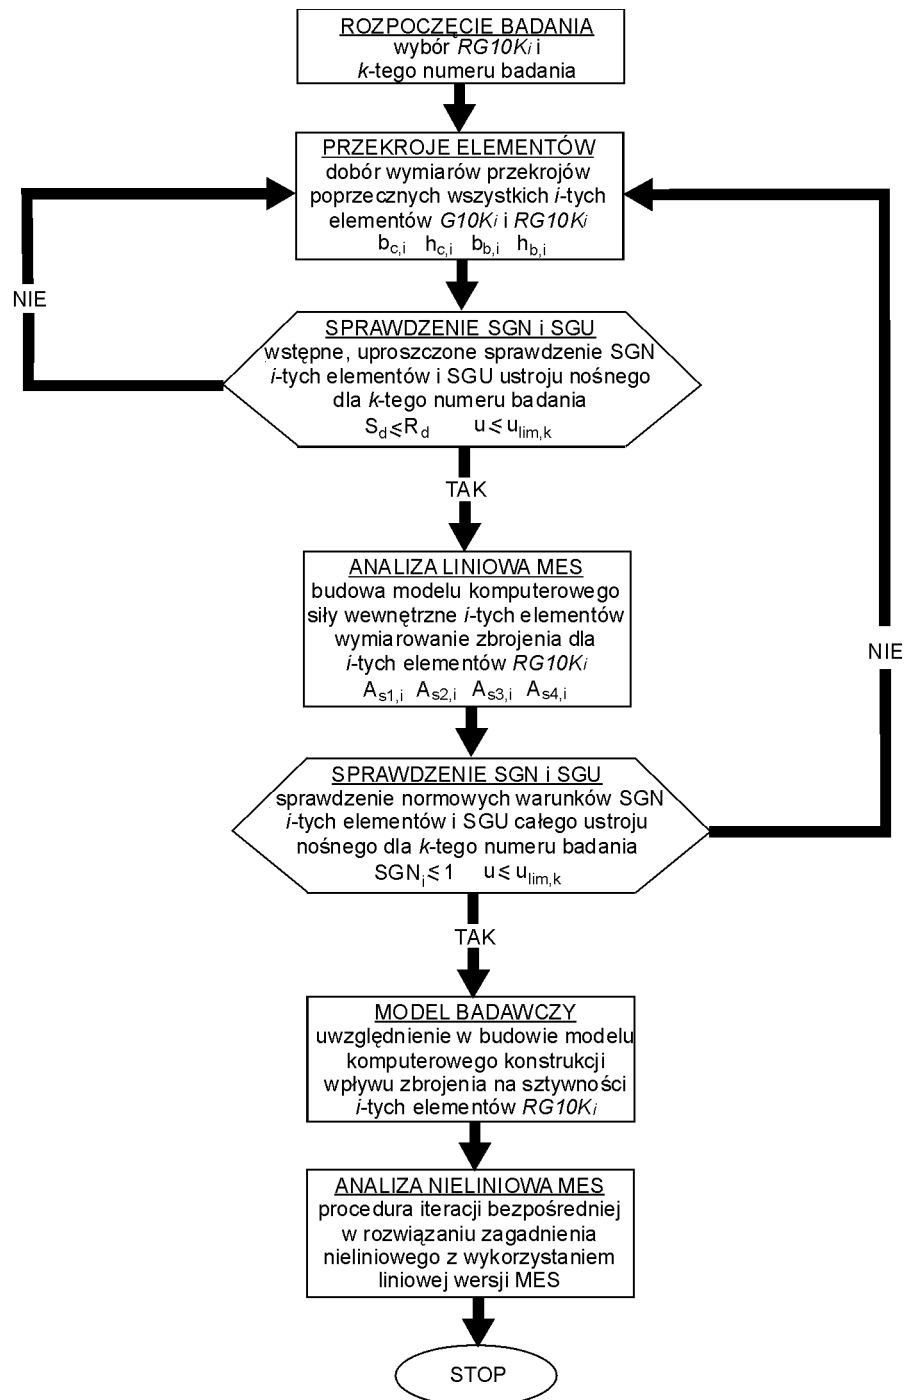 ROZPOCZĘCIE BADANIA
wybór RG10Ki i
k-tego numeru badania
PRZEKROJE ELEMENTÓW
dobór wymiarów przekrojów
poprzecznych wszystkich i-tych
elementów G10Ki i RG10Ki
bc,i hc,i bb,i hb,i
NIE
SPRAWDZENIE SGN i SGU
wstępne, uproszczone sprawdzenie SGN
i-tych elementów i SGU ustroju nośnego
dla k-tego numeru badania
Sd⩽Rd u⩽ulim,k
TAK
ANALIZA LINIOWA MES
budowa modelu komputerowego
siły wewnętrzne i-tych elementów
wymiarowanie zbrojenia dla
i-tych elementów RG10Ki
As1,i As2,i As3,i As4,i
NIE
SPRAWDZENIE SGN i SGU
sprawdzenie normowych warunków SGN
i-tych elementów i SGU całego ustroju
nośnego dla k-tego numeru badania
SGNi⩽1 u⩽ulim,k
TAK
MODEL BADAWCZY
uwzględnienie w budowie modelu
komputerowego konstrukcji
wpływu zbrojenia na sztywności
i-tych elementów RG10Ki
ANALIZA NIELINIOWA MES
procedura iteracji bezpośredniej
w rozwiązaniu zagadnienia
nieliniowego z wykorzystaniem
liniowej wersji MES
STOP